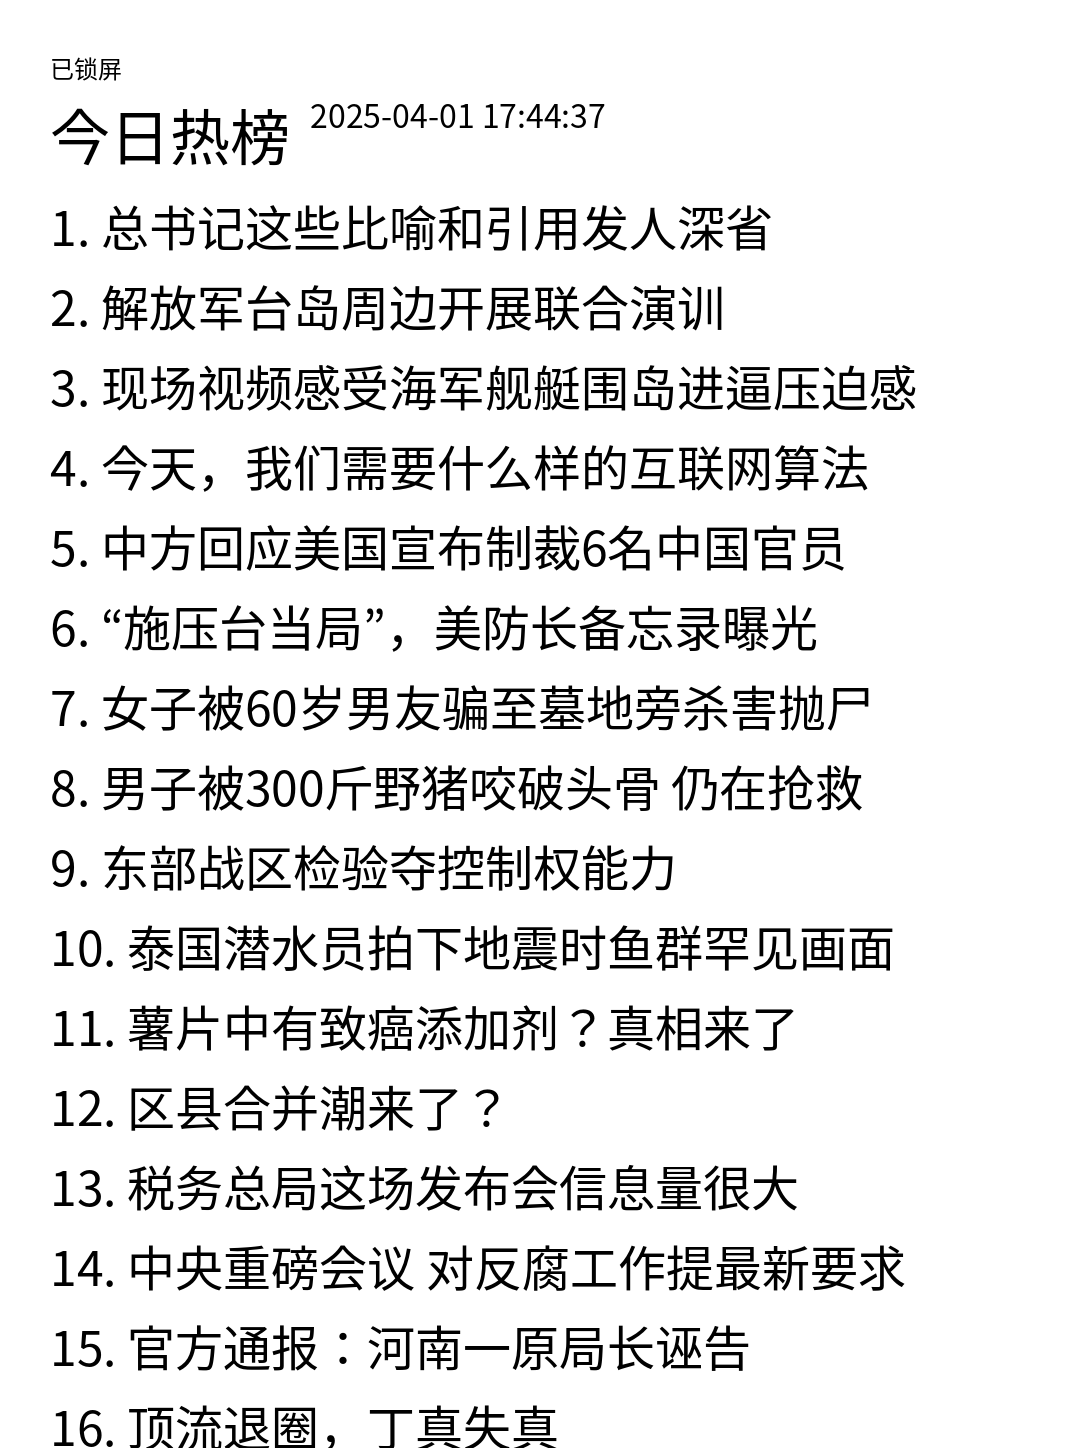 已锁屏
今日热榜 2025-04-01 17:44:37
1. 总书记这些比喻和引用发人深省
2. 解放军台岛周边开展联合演训
3. 现场视频感受海军舰艇围岛进逼压迫感
4. 今天，我们需要什么样的互联网算法
5. 中方回应美国宣布制裁6名中国官员
6. “施压台当局”，美防长备忘录曝光
7. 女子被60岁男友骗至墓地旁杀害抛尸
8. 男子被300斤野猪咬破头骨 仍在抢救
9. 东部战区检验夺控制权能力
10. 泰国潜水员拍下地震时鱼群罕见画面
11. 薯片中有致癌添加剂？真相来了
12. 区县合并潮来了？
13. 税务总局这场发布会信息量很大
14. 中央重磅会议 对反腐工作提最新要求
15. 官方通报：河南一原局长诬告
16. 顶流退圈，丁真失真